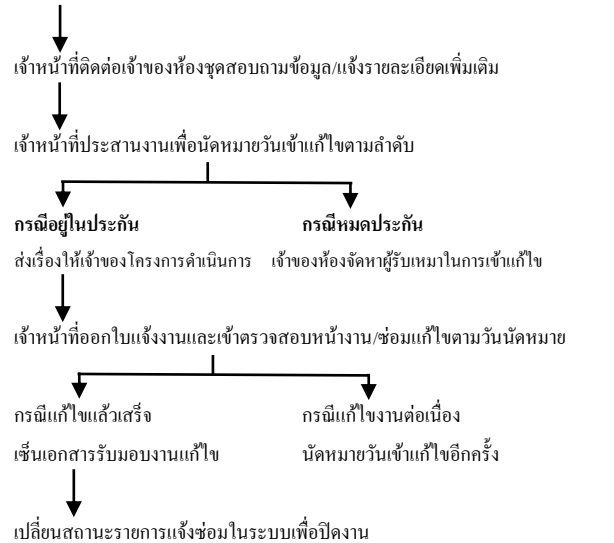 เจ้าหน้าที่ติดต่อเจ้าของห้องชุดสอบถามข้อมูล/แจ้งรายละเอียดเพิ่มเติม
เจ้าหน้าที่ประสานงานเพื่อนัดหมายวันเข้าแก้ไขตามลำดับ
กรณีอยู่ในประกัน กรณีหมดประกัน
ส่งเรื่องให้เจ้าของโครงการดำเนินการ เจ้าของห้องจัดหาผู้รับเหมาในการเข้าแก้ไข
เจ้าหน้าที่ออกใบแจ้งงานและเข้าตรวจสอบหน้างาน/ซ่อมแก้ไขตามวันนัดหมาย
กรณีแก้ไขแล้วเสร็จ กรณีแก้ไขงานต่อเนื่อง
เซ็นเอกสารรับมอบงานแก้ไข นัดหมายวันเข้าแก้ไขอีกครั้ง
เปลี่ยนสถานะรายการแจ้งซ่อมในระบบเพื่อปิดงาน